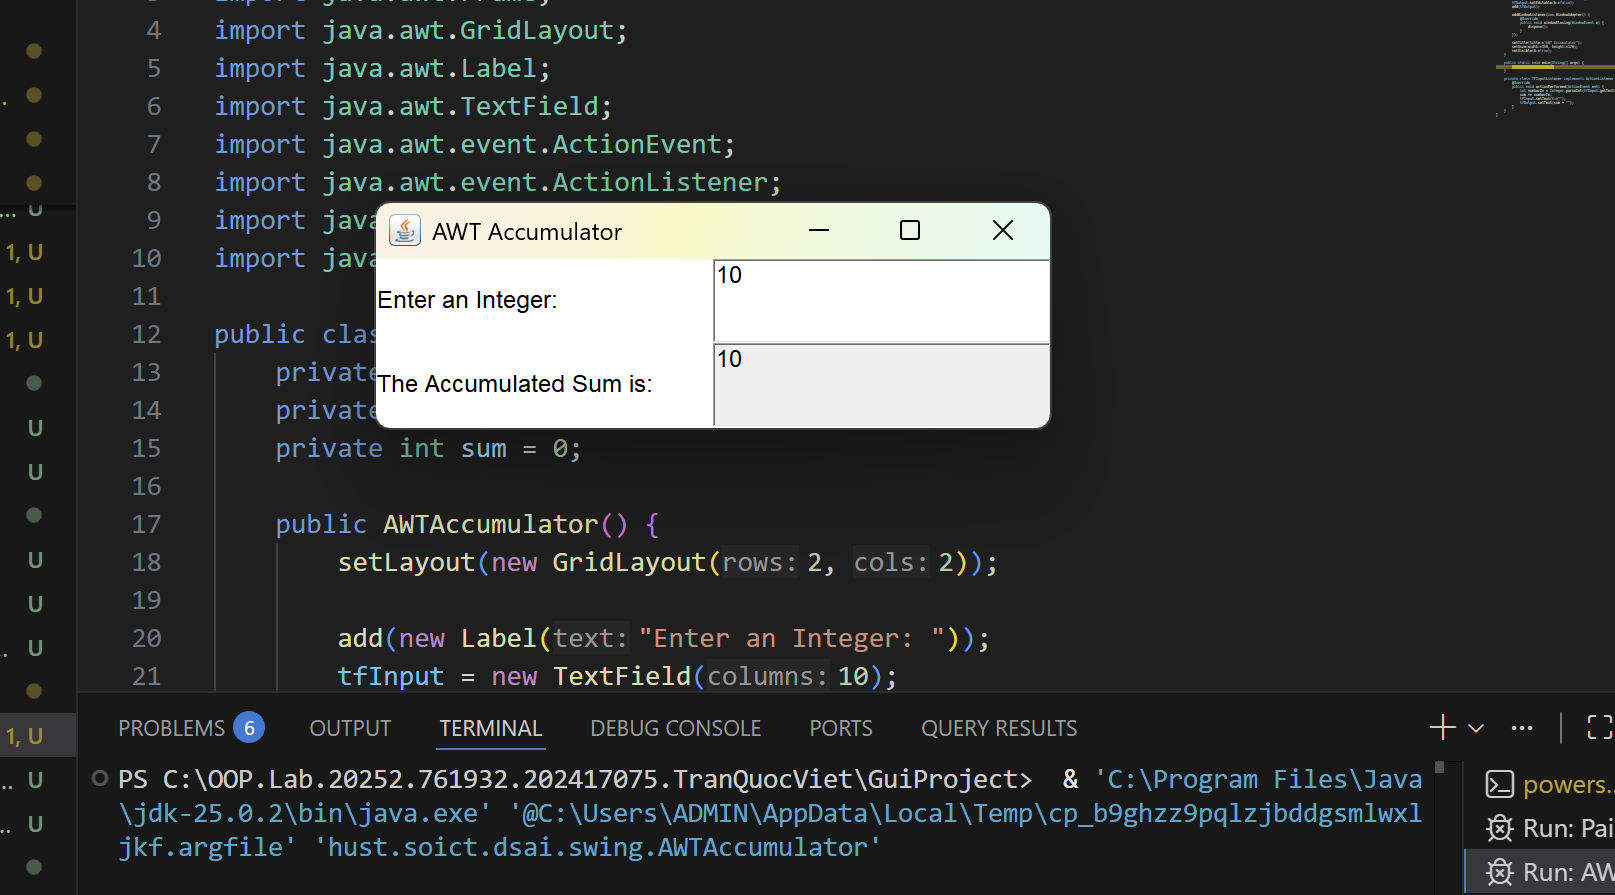 4 import java.awt.GridLayout;
5 import java.awt.Label;
6 import java.awt.TextField;
7 import java.awt.event.ActionEvent;
8 import java.awt.event.ActionListener;
9 import java
10 import java
11
12 public clas
13 private
14 private
15 private int sum = 0;
16
17 public AWTAccumulator() {
18 setLayout(new GridLayout(rows: 2, cols: 2));
19
20 add(new Label(text: "Enter an Integer: "));
21 tfInput = new TextField(columns: 10);
AWT Accumulator
Enter an Integer:
10
The Accumulated Sum is:
10
... U
1, U
1, U
1, U
U
U
U
U
.. U
1, U
.. U
.. U
PROBLEMS 6 OUTPUT TERMINAL DEBUG CONSOLE PORTS QUERY RESULTS
PS C:\OOP.Lab.20252.761932.202417075.TranQuocViet\GuiProject> & 'C:\Program Files\Java
\jdk-25.0.2\bin\java.exe' '@C:\Users\ADMIN\AppData\Local\Temp\cp_b9ghzz9pqlzjbddgsmlwxl
jkf.argfile' 'hust.soict.dsai.swing.AWTAccumulator'
powers...
Run: Pai
Run: AW